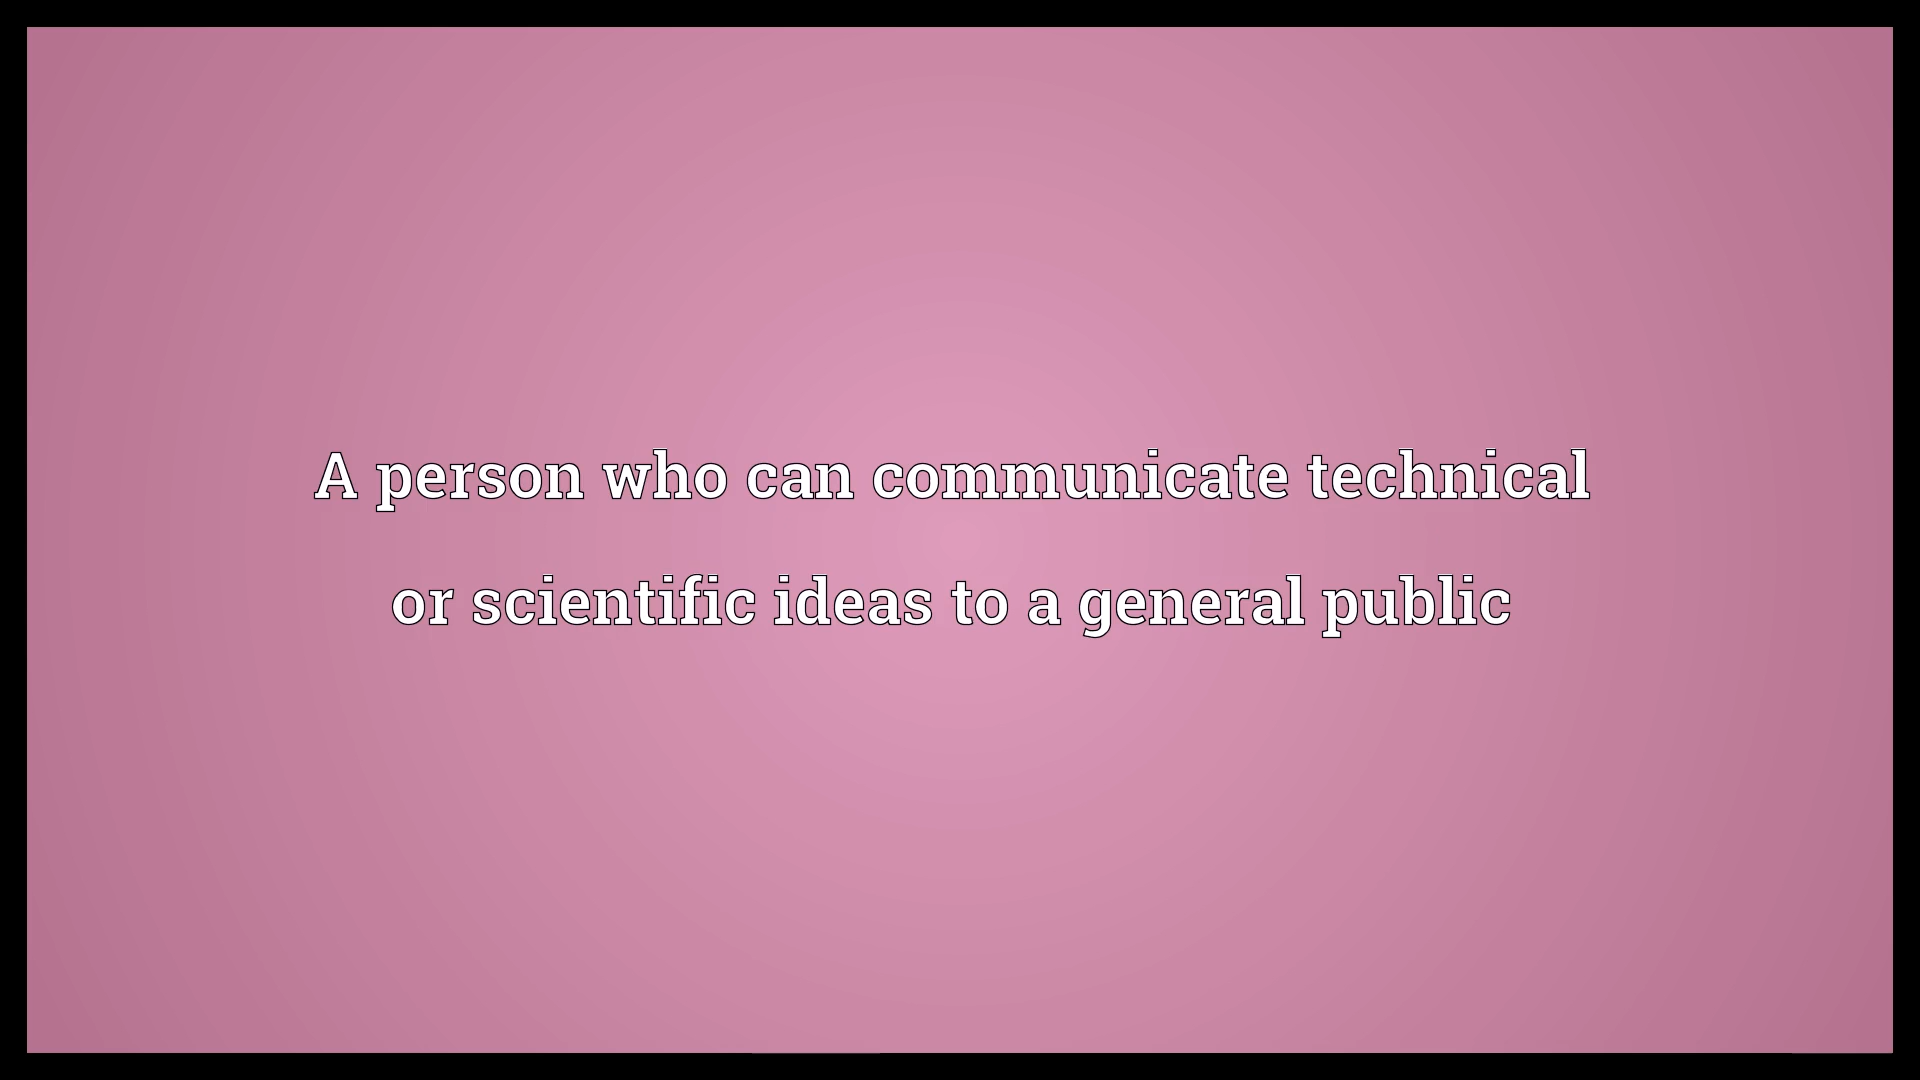 A person who can communicate technical
or scientific ideas to a general public